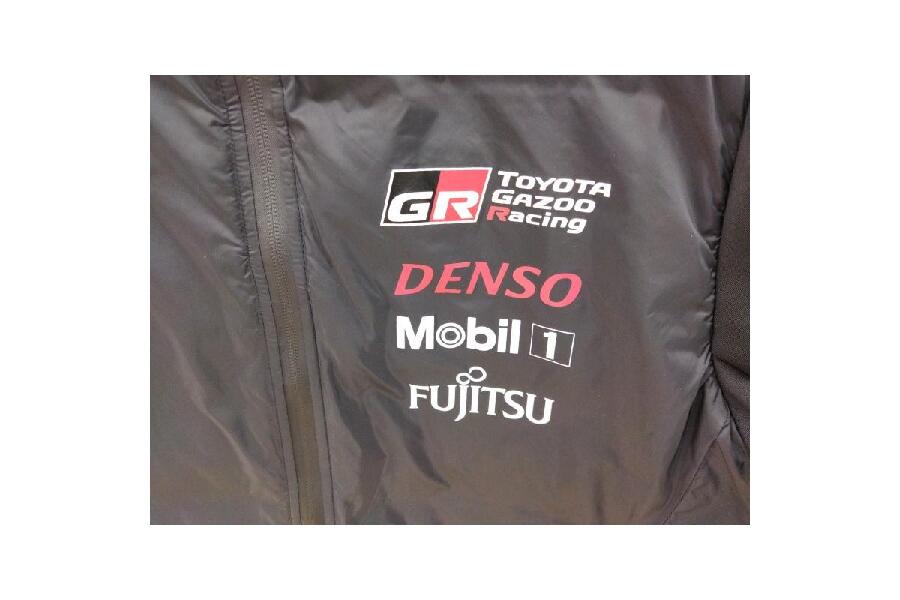 GR TOYOTA
GAZOO
Racing
DENSO
Mobil 1
FUJITSU